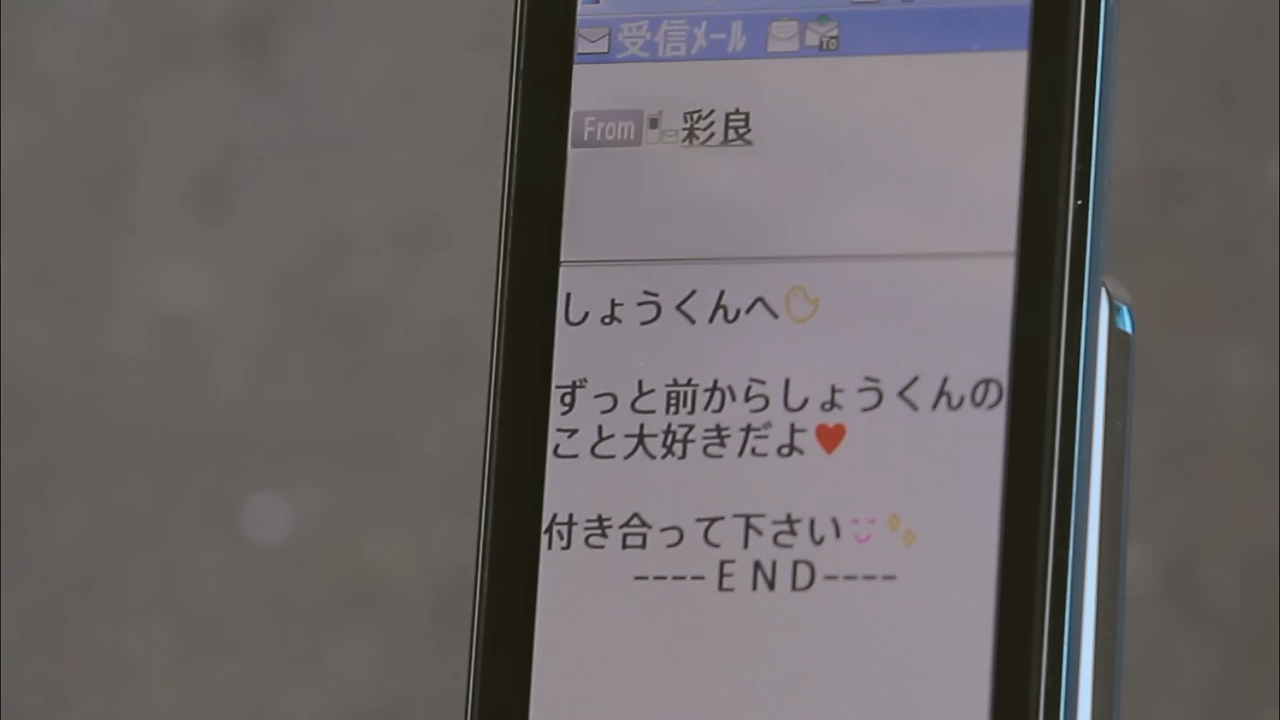 受信ﾒｰﾙ
From 彩良
しょうくんへ
ずっと前からしょうくんの
こと大好きだよ♥
付き合って下さい
----END----